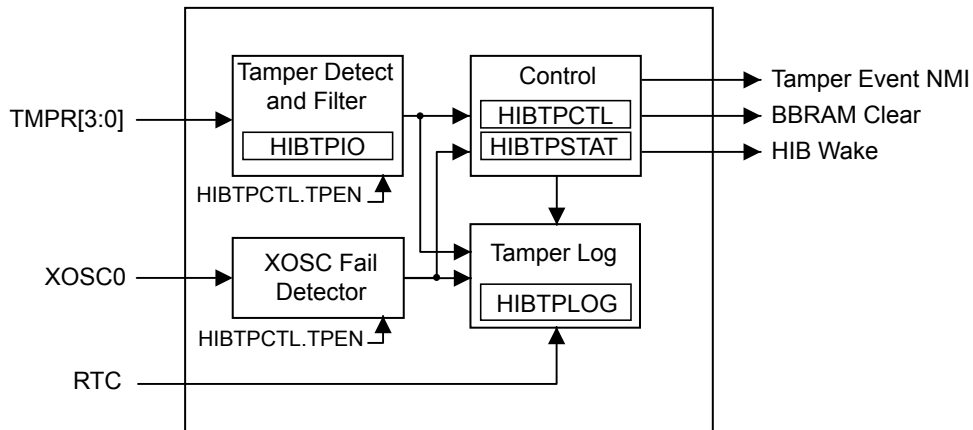 Tamper Detect
and Filter
HIBTPIO
HIBTPCTL.TPEN
Control
HIBTPCTL
HIBTPSTAT
Tamper Event NMI
BBRAM Clear
HIB Wake
TMPR[3:0]
XOSC0
XOSC Fail
Detector
HIBTPCTL.TPEN
Tamper Log
HIBTPLOG
RTC